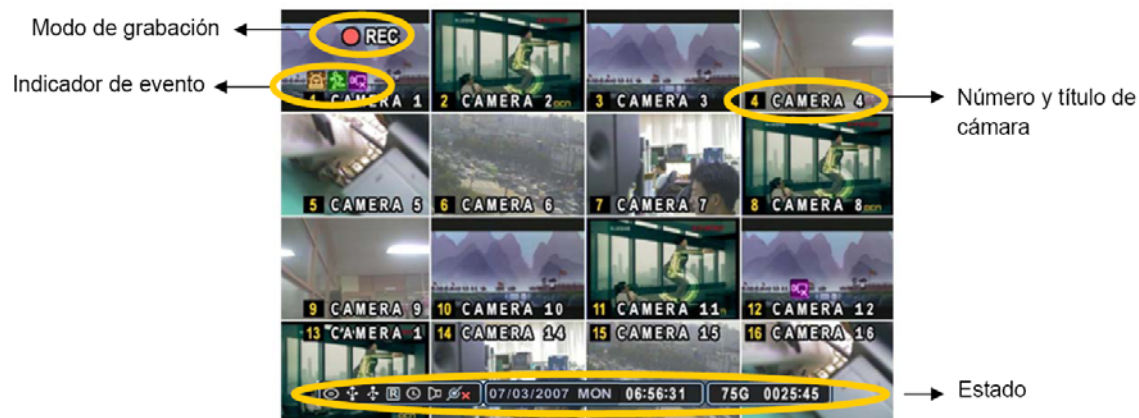 Modo de grabación
REC
Indicador de evento
1 CAMERA 1
2 CAMERA 2
3 CAMERA 3
4 CAMERA 4
Número y título de
cámara
5 CAMERA 5
6 CAMERA 6
7 CAMERA 7
8 CAMERA 8
9 CAMERA 9
10 CAMERA 10
11 CAMERA 11
12 CAMERA 12
13 CAMERA 1
14 CAMERA 14
15 CAMERA 15
16 CAMERA 16
R 07/03/2007 MON 06:56:31 75G 0025:45
Estado